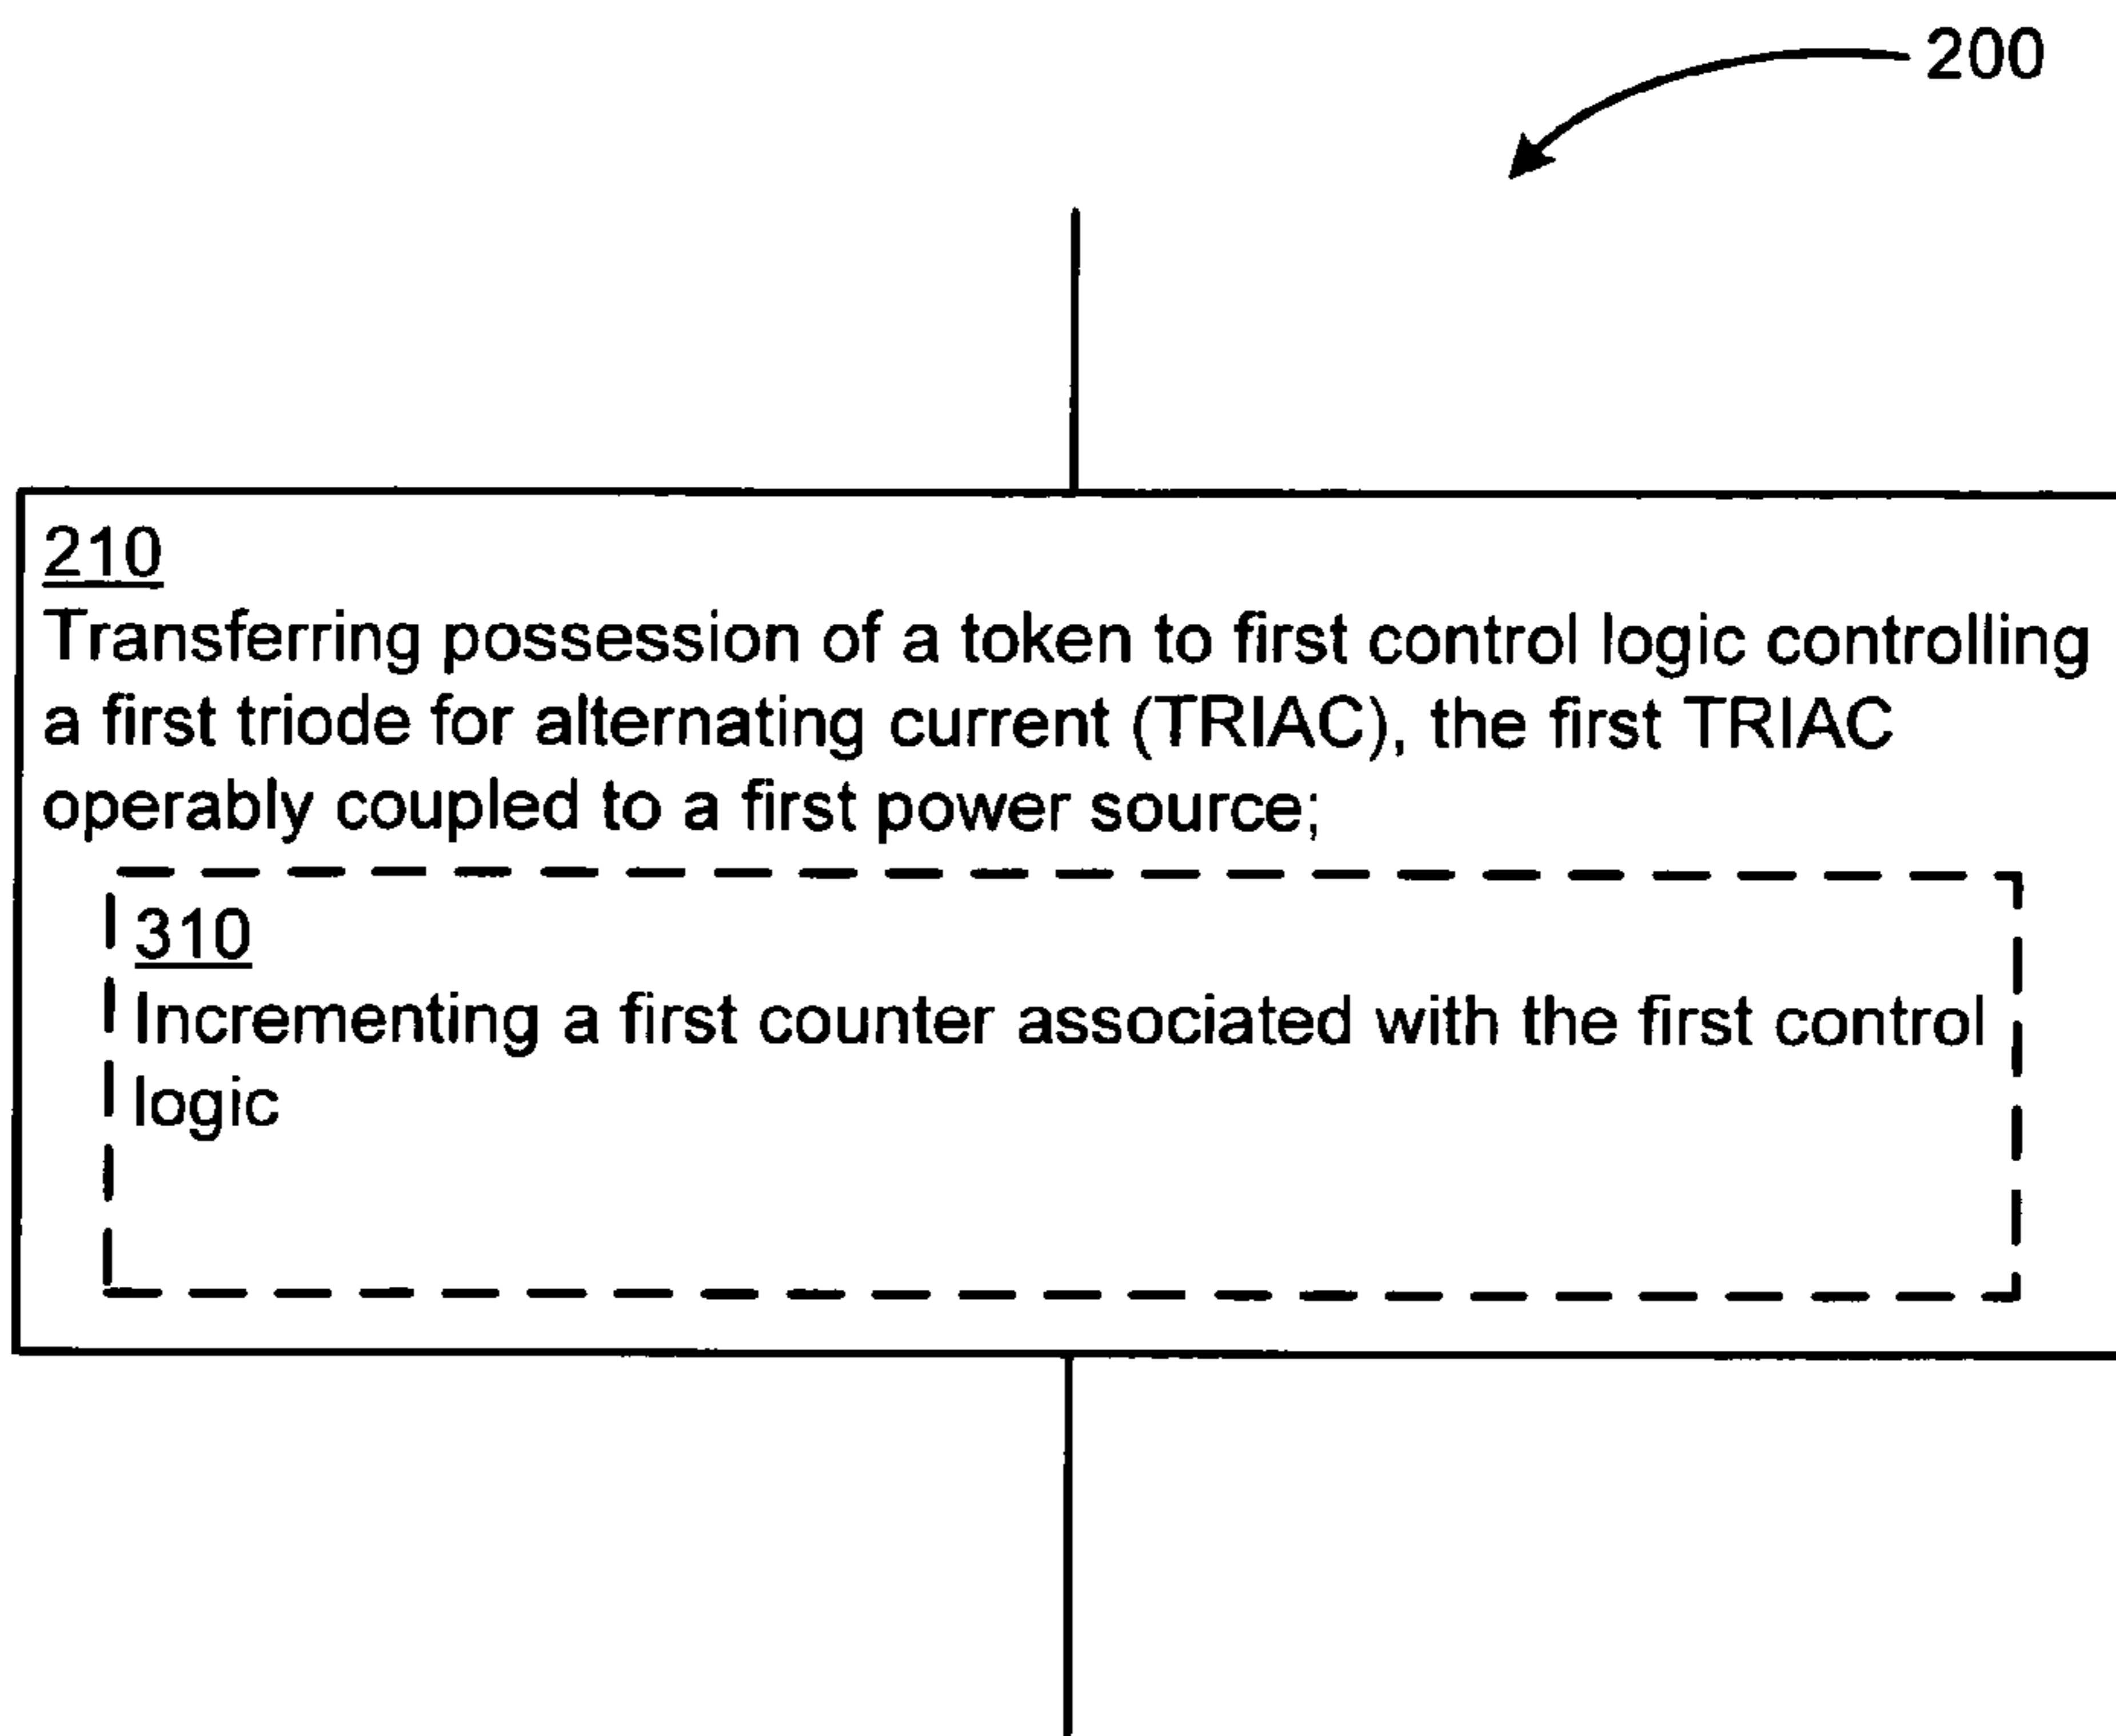 200
210
Transferring possession of a token to first control logic controlling
a first triode for alternating current (TRIAC), the first TRIAC
operably coupled to a first power source;
310
Incrementing a first counter associated with the first control
logic